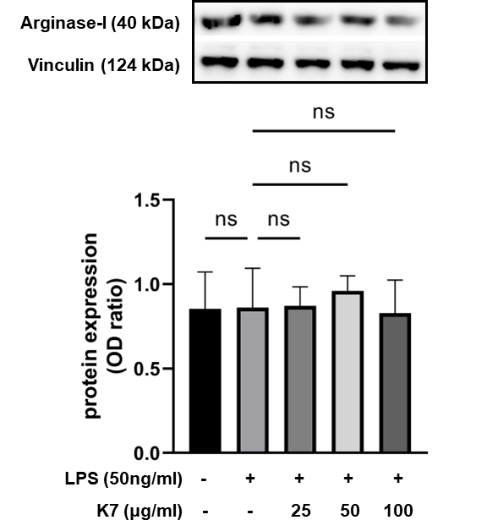 Arginase-I (40 kDa)
Vinculin (124 kDa)
ns
ns
ns ns
1.5
1.0
0.5
0.0
protein expression
(OD ratio)
LPS (50ng/ml) - + + + +
K7 (µg/ml) - - 25 50 100